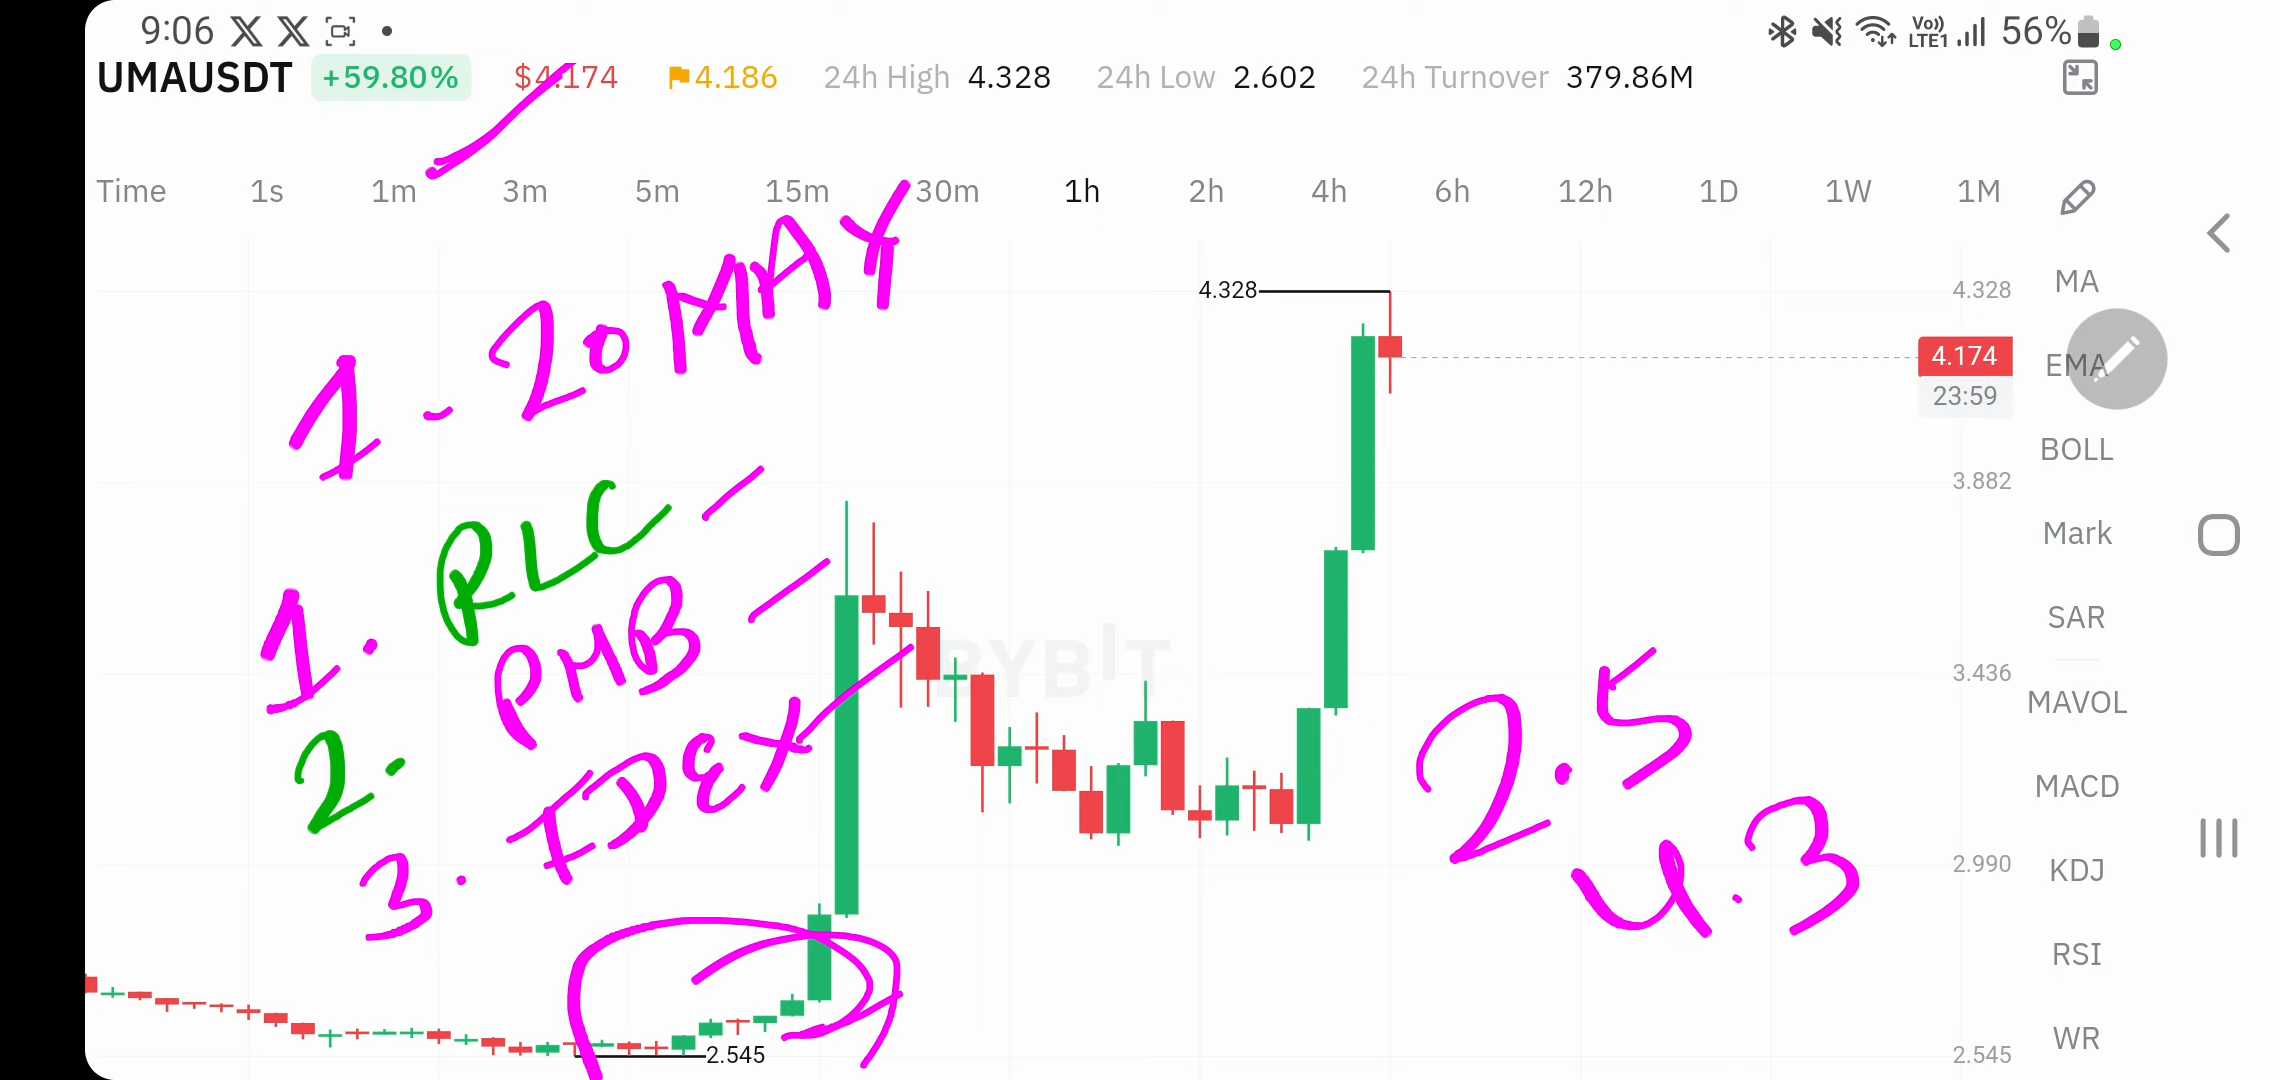 9:06 56%
Vo)) LTE1
UMAUSDT +59.80% $4.174 4.186 24h High 4.328 24h Low 2.602 24h Turnover 379.86M
Time 1s 1m 3m 5m 15m 30m 1h 2h 4h 6h 12h 1D 1W 1M
1. 20 MAY
1. RLC -
2. PHB -
3. IDEX -
2.5
4.3
4.328
2.545
BYBIT
4.328
4.174
23:59
3.882
3.436
2.990
2.545
MA
EMA
BOLL
Mark
SAR
MAVOL
MACD
KDJ
RSI
WR